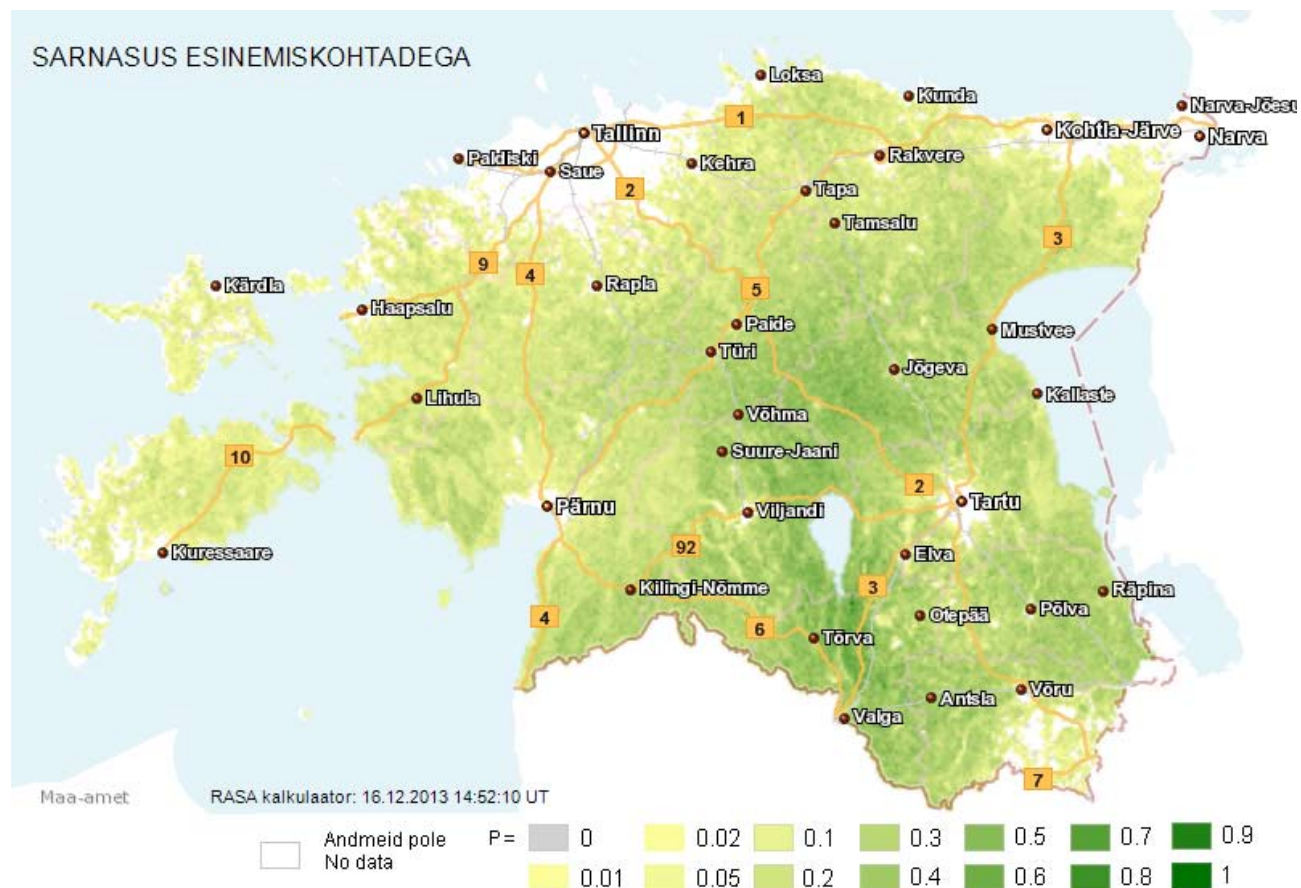 SARNASUS ESINEMISKOHTADEGA
Loksa
Kunda
Narva-Jõesu
1
Tallinn
Kohtla-Järve
Narva
Paldiski
Kehra
Rakvere
Saue
2
Tapa
Tamsalu
3
9
4
Kärdla
Rapla
5
Haapsalu
Paide
Mustvee
Türi
Jõgeva
Lihula
Kallaste
Võhma
10
Suure-Jaani
2
Pärnu
Viljandi
Tartu
92
Kuressaare
Elva
Kilingi-Nõmme
3
Räpina
4
6
Otepää
Põlva
Tõrva
Antsla
Võru
Valga
7
Maa-amet
RASA kalkulaator: 16.12.2013 14:52:10 UT
Andmeid pole
No data
P = 0 0.02 0.1 0.3 0.5 0.7 0.9
0.01 0.05 0.2 0.4 0.6 0.8 1